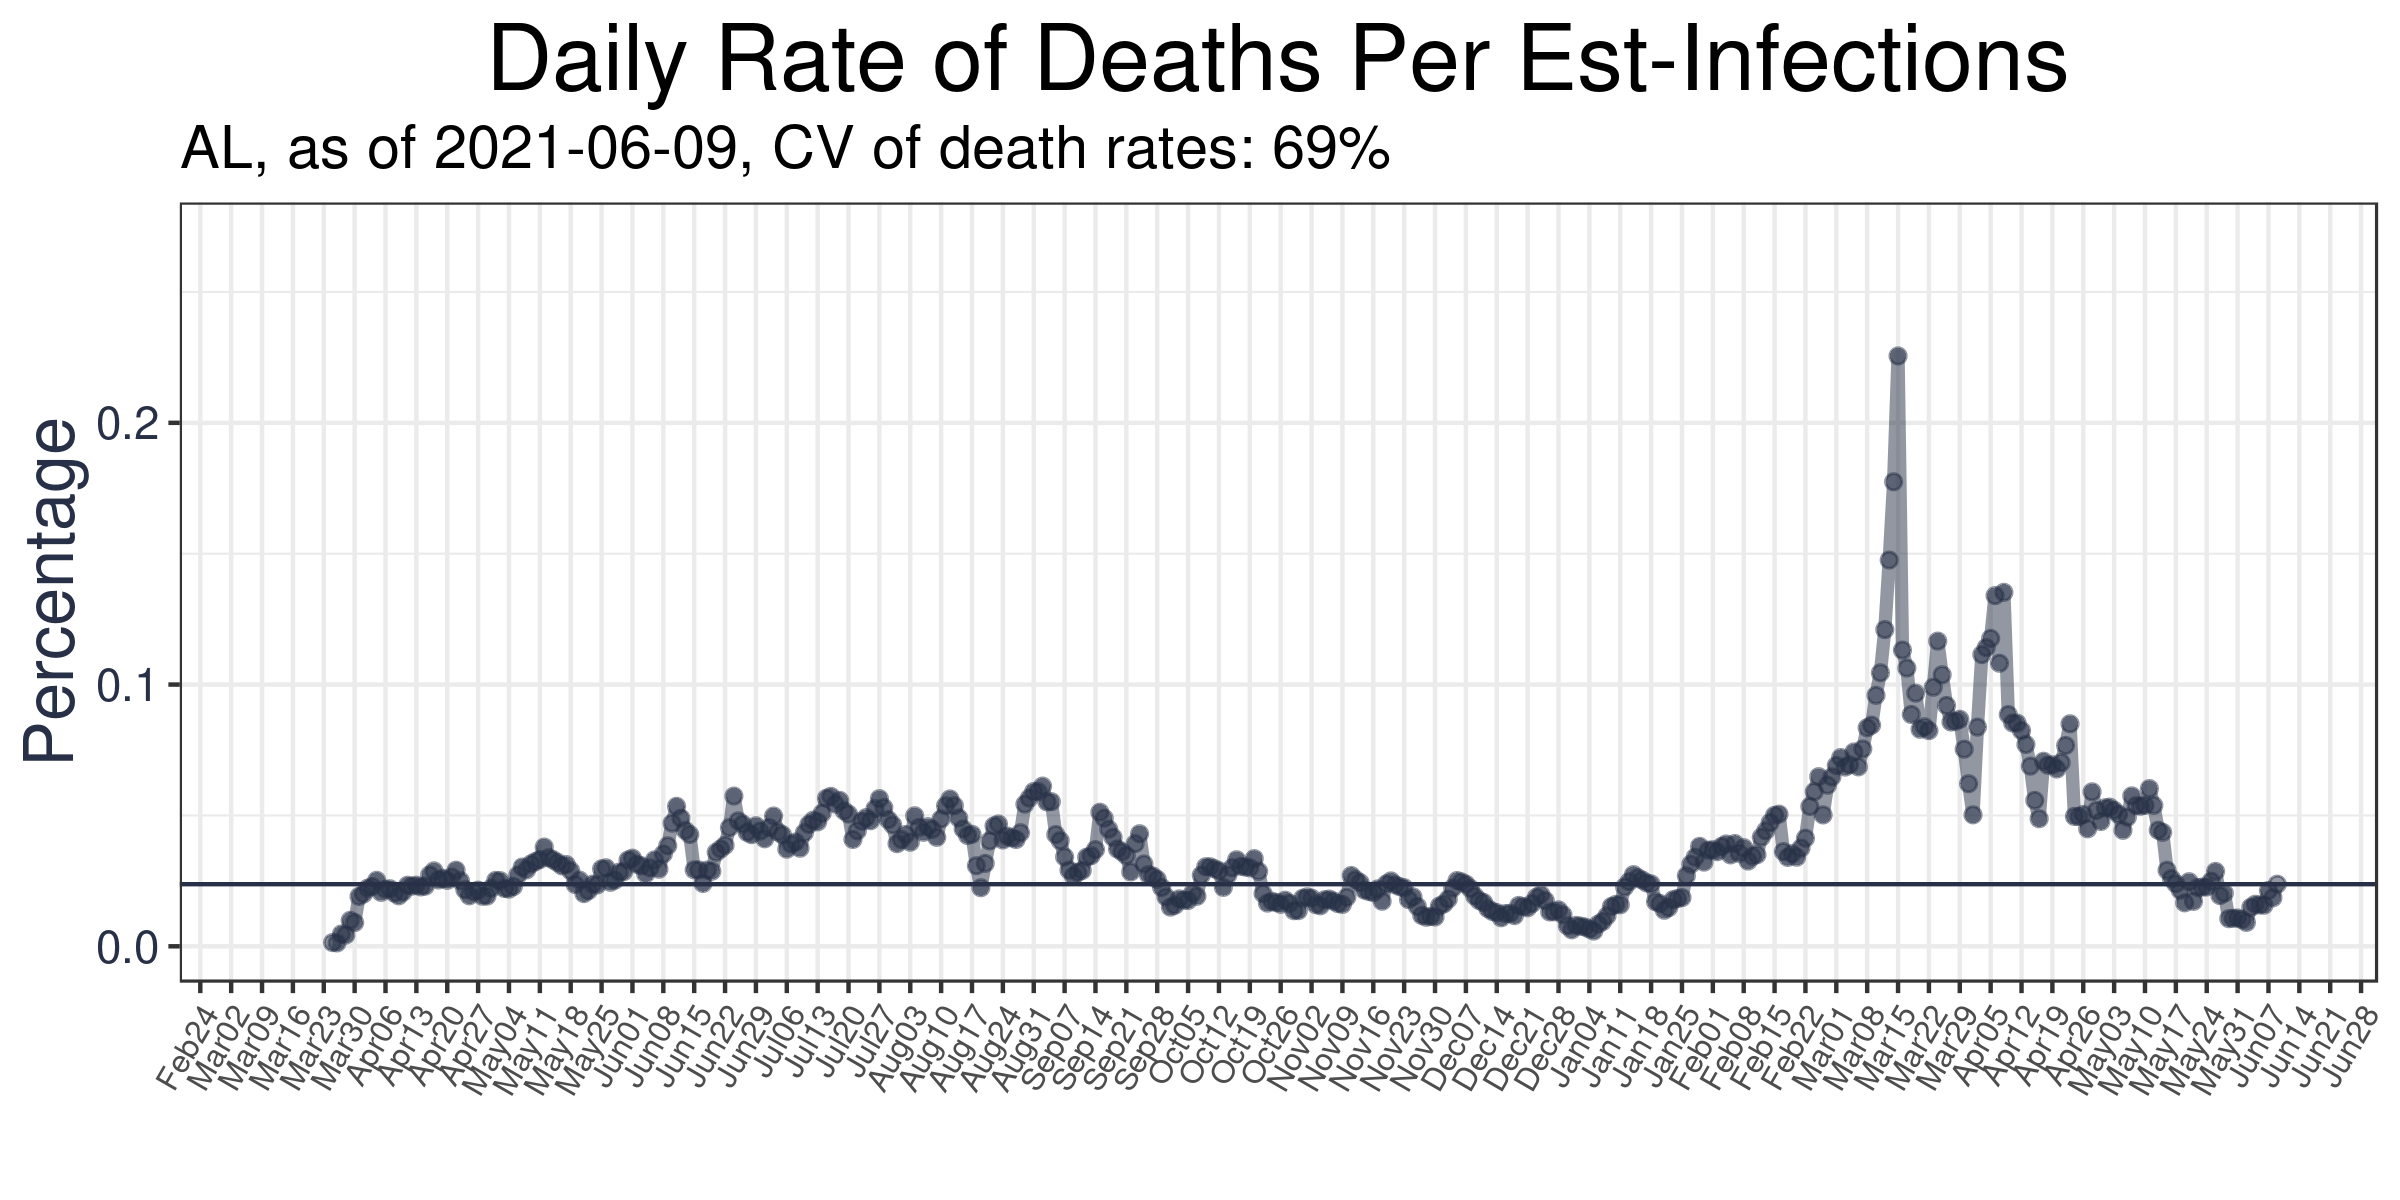 Daily Rate of Deaths Per Est-Infections
AL, as of 2021-06-09, CV of death rates: 69%
Percentage
0.2
0.1
0.0
Feb24
Mar02
Mar09
Mar16
Mar23
Mar30
Apr06
Apr13
Apr20
Apr27
May04
May11
May18
May25
Jun01
Jun08
Jun15
Jun22
Jun29
Jul06
Jul13
Jul20
Jul27
Aug03
Aug10
Aug17
Aug24
Aug31
Sep07
Sep14
Sep21
Sep28
Oct05
Oct12
Oct19
Oct26
Nov02
Nov09
Nov16
Nov23
Nov30
Dec07
Dec14
Dec21
Dec28
Jan04
Jan11
Jan18
Jan25
Feb01
Feb08
Feb15
Feb22
Mar01
Mar08
Mar15
Mar22
Mar29
Apr05
Apr12
Apr19
Apr26
May03
May10
May17
May24
May31
Jun07
Jun14
Jun21
Jun28